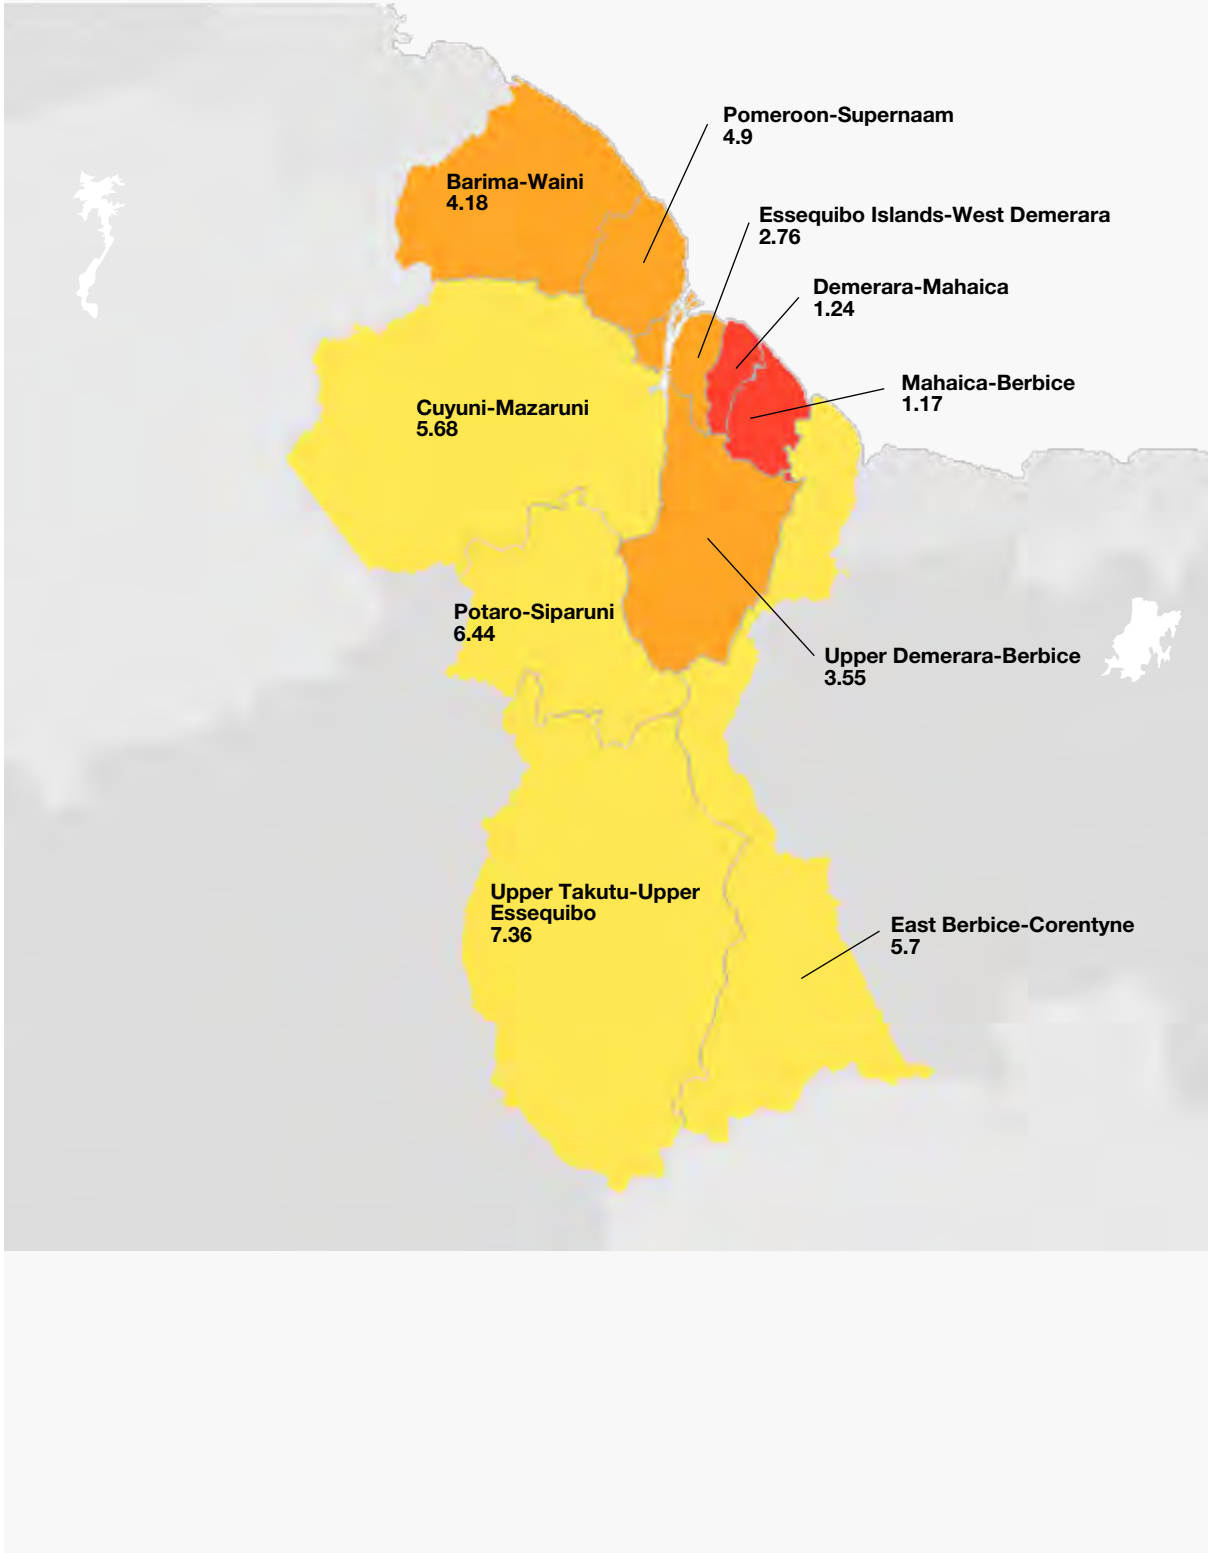 Pomeroon-Supernaam
4.9
Barima-Waini
4.18
Essequibo Islands-West Demerara
2.76
Demerara-Mahaica
1.24
Mahaica-Berbice
1.17
Cuyuni-Mazaruni
5.68
Potaro-Siparuni
6.44
Upper Demerara-Berbice
3.55
Upper Takutu-Upper
Essequibo
7.36
East Berbice-Corentyne
5.7